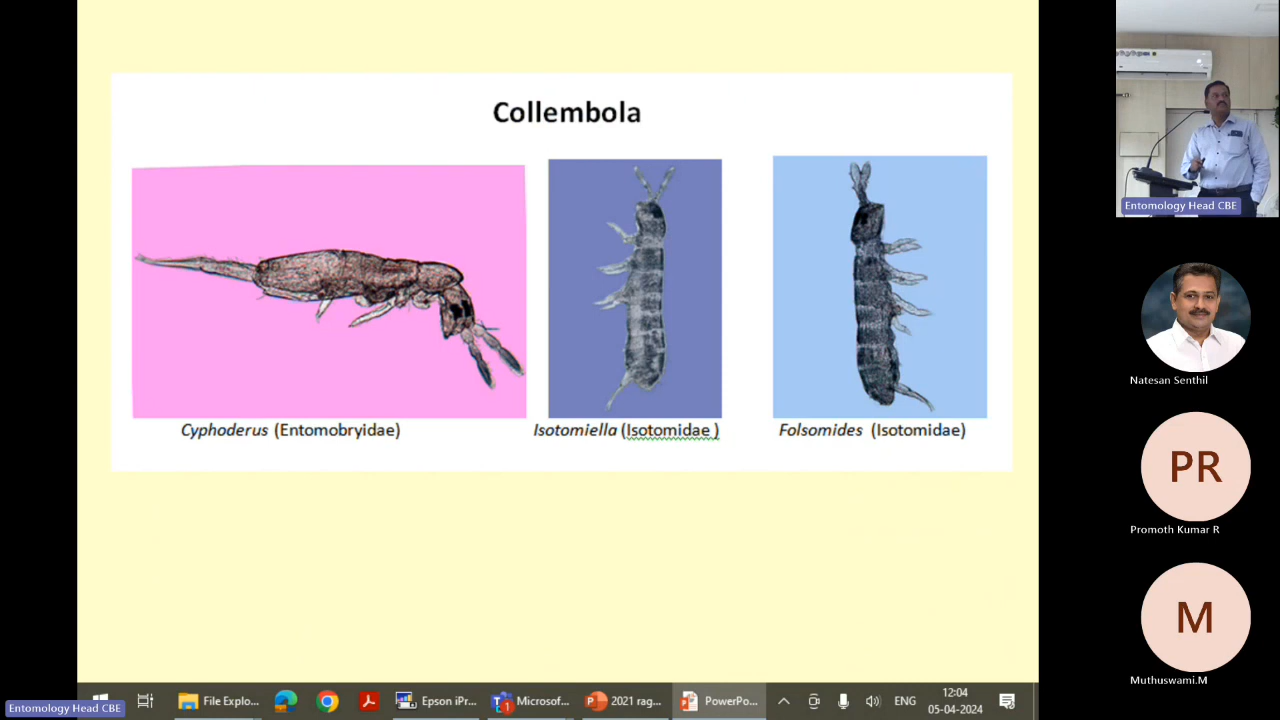 Collembola
Cyphoderus (Entomobryidae)
Isotomiella (Isotomidae )
Folsomides (Isotomidae)
Entomology Head CBE
Natesan Senthil
PR
Promoth Kumar R
M
Muthuswami.M
Entomology Head CBE
File Explo...
Epson iPr...
Microsof...
2021 rag...
PowerPo...
ENG
12:04
05-04-2024